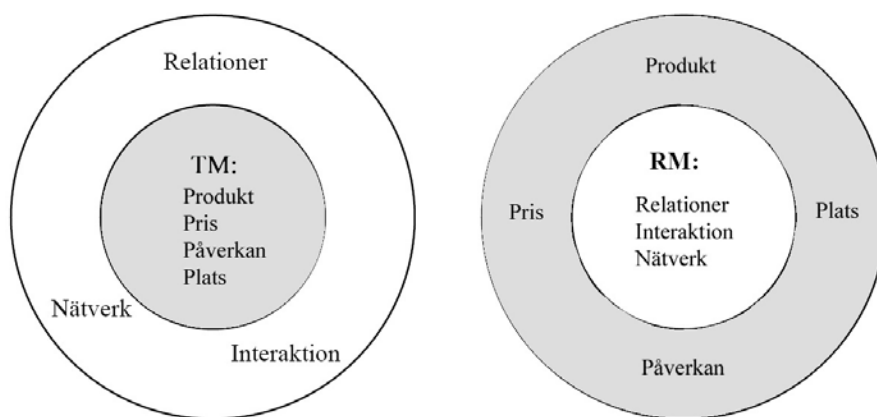 Relationer
TM:
Produkt
Pris
Påverkan
Plats
Nätverk
Interaktion
Produkt
RM:
Relationer
Interaktion
Nätverk
Pris
Plats
Påverkan